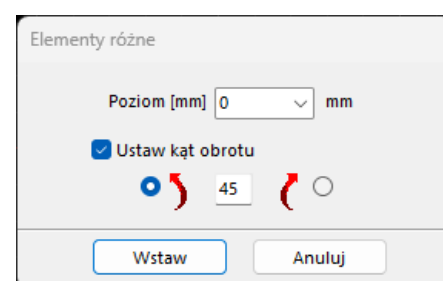 Elementy różne
Poziom [mm] 0 mm
Ustaw kąt obrotu
45
Wstaw Anuluj